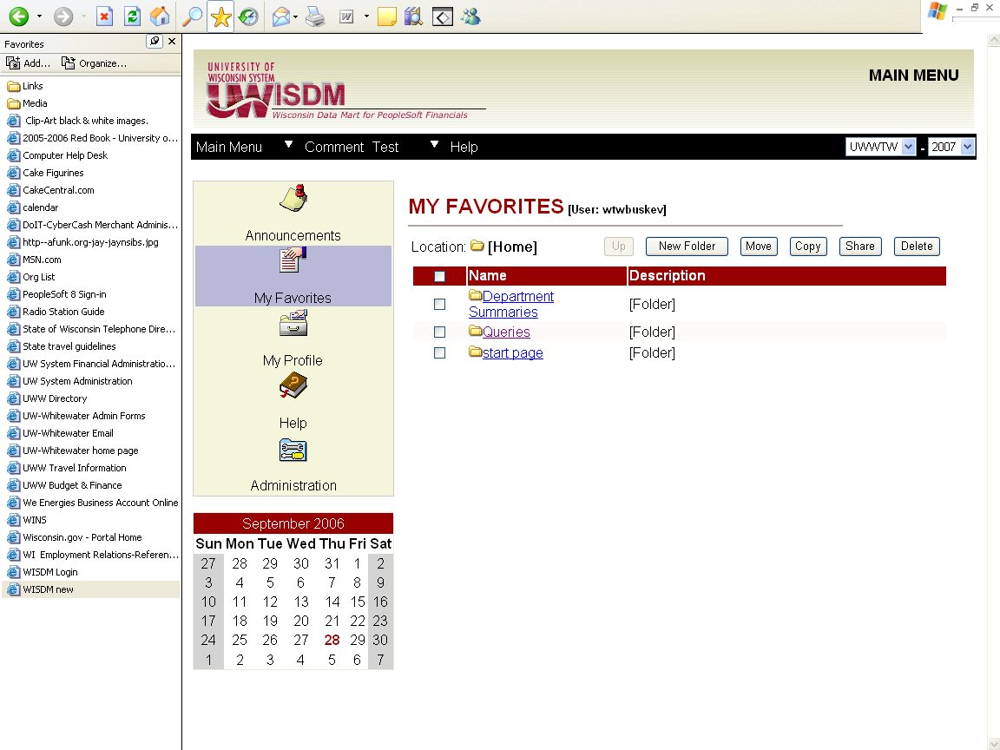 Favorites
Add... Organize...
Links
Media
Clip-Art black & white images.
2005-2006 Red Book - University o...
Computer Help Desk
Cake Figurines
CakeCentral.com
calendar
DoIT-CyberCash Merchant Adminis...
http--afunk.org-jay-jaynsibs.jpg
MSN.com
Org List
PeopleSoft 8 Sign-in
Radio Station Guide
State of Wisconsin Telephone Dire...
State travel guidelines
UW System Financial Administratio...
UW System Administration
UWW Directory
UW-Whitewater Admin Forms
UW-Whitewater Email
UW-Whitewater home page
UWW Travel Information
UWW Budget & Finance
We Energies Business Account Online
WINS
Wisconsin.gov - Portal Home
WI Employment Relations-Referen...
WISDM Login
WISDM new
UNIVERSITY OF
WISCONSIN SYSTEM
UWISDM
Wisconsin Data Mart for PeopleSoft Financials
MAIN MENU
Main Menu Comment Test Help UWWTW - 2007
Announcements
My Favorites
My Profile
Help
Administration
September 2006
Sun Mon Tue Wed Thu Fri Sat
27 28 29 30 31 1 2
3 4 5 6 7 8 9
10 11 12 13 14 15 16
17 18 19 20 21 22 23
24 25 26 27 28 29 30
1 2 3 4 5 6 7
MY FAVORITES [User: wtwbuskev]
Location: [Home] Up New Folder Move Copy Share Delete
Name Description
Department Summaries [Folder]
Queries [Folder]
start page [Folder]